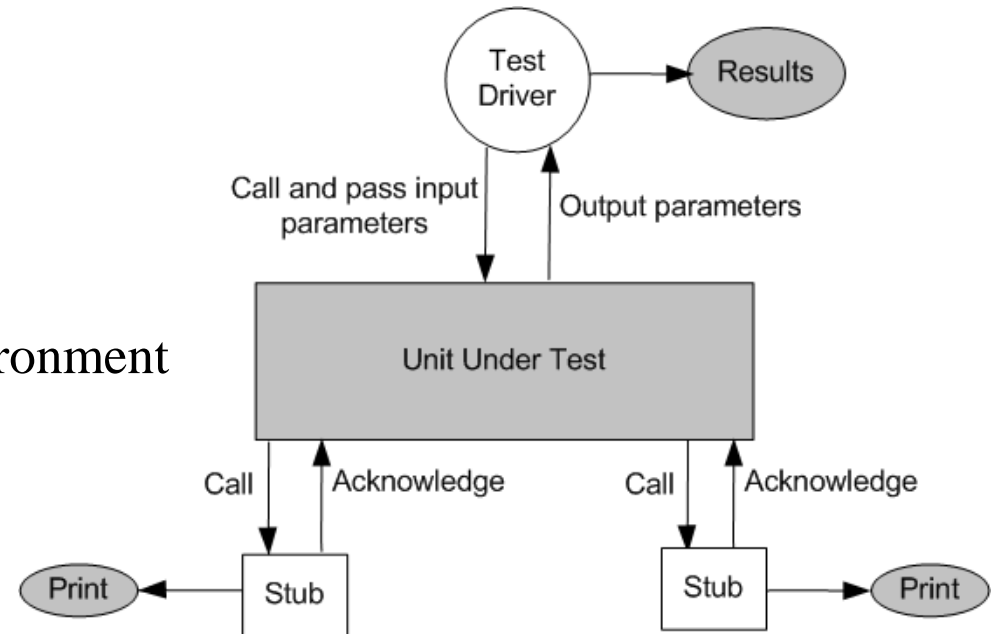 Test
Driver
Results
Call and pass input
parameters
Output parameters
ronment
Unit Under Test
Call
Acknowledge
Call
Acknowledge
Print
Stub
Stub
Print